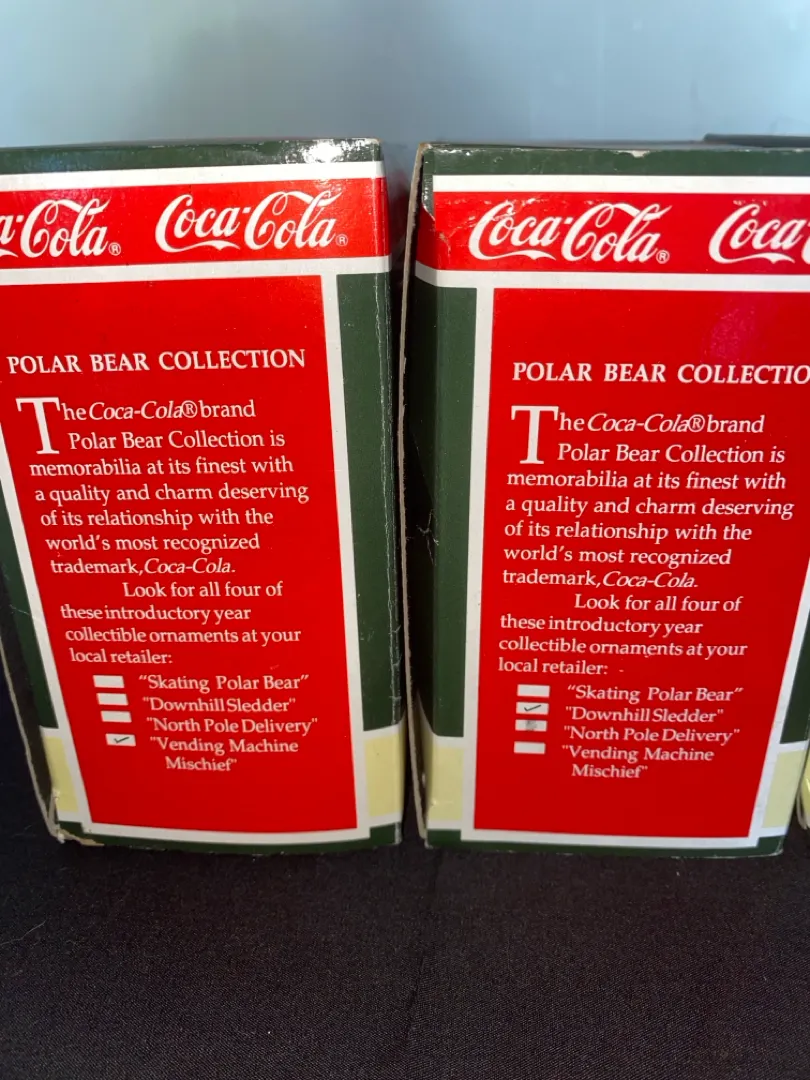 a-Cola® Coca-Cola®
POLAR BEAR COLLECTION
The Coca-Cola® brand
Polar Bear Collection is
memorabilia at its finest with
a quality and charm deserving
of its relationship with the
world's most recognized
trademark, Coca-Cola.
Look for all four of
these introductory year
collectible ornaments at your
local retailer:
"Skating Polar Bear"
"Downhill Sledder"
"North Pole Delivery"
"Vending Machine
Mischief"
Coca-Cola® Coca-C
POLAR BEAR COLLECTIO
The Coca-Cola® brand
Polar Bear Collection is
memorabilia at its finest with
a quality and charm deserving
of its relationship with the
world's most recognized
trademark, Coca-Cola.
Look for all four of
these introductory year
collectible ornaments at your
local retailer:
"Skating Polar Bear"
"Downhill Sledder"
"North Pole Delivery"
"Vending Machine
Mischief"